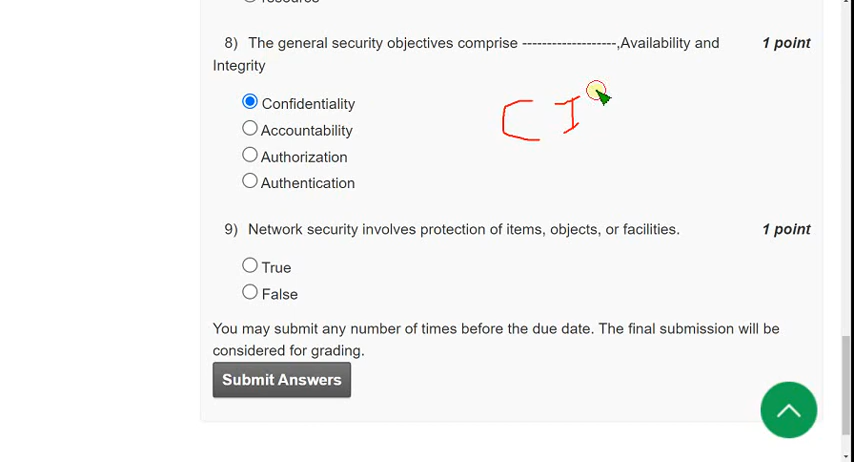 8) The general security objectives comprise -------------------,Availability and 1 point
Integrity
Confidentiality
C I
Accountability
Authorization
Authentication
9) Network security involves protection of items, objects, or facilities. 1 point
True
False
You may submit any number of times before the due date. The final submission will be
considered for grading.
Submit Answers